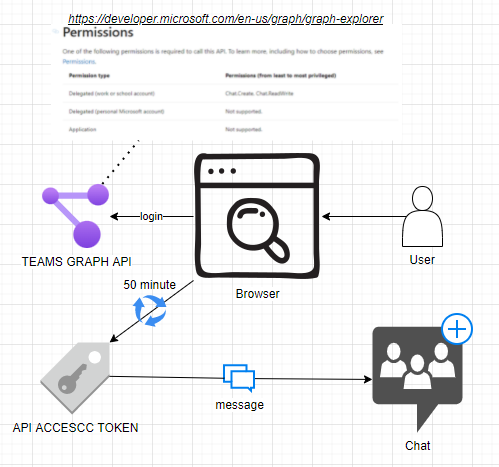 https://developer.microsoft.com/en-us/graph/graph-explorer
Permissions
One of the following permissions is required to call this API. To learn more, including how to choose permissions, see
Permissions.
Permission type Permissions (from least to most privileged)
Delegated (work or school account) Chat.Create, Chat.ReadWrite
Delegated (personal Microsoft account) Not supported.
Application Not supported.
login
TEAMS GRAPH API
Browser
User
50 minute
message
API ACCESCC TOKEN
Chat